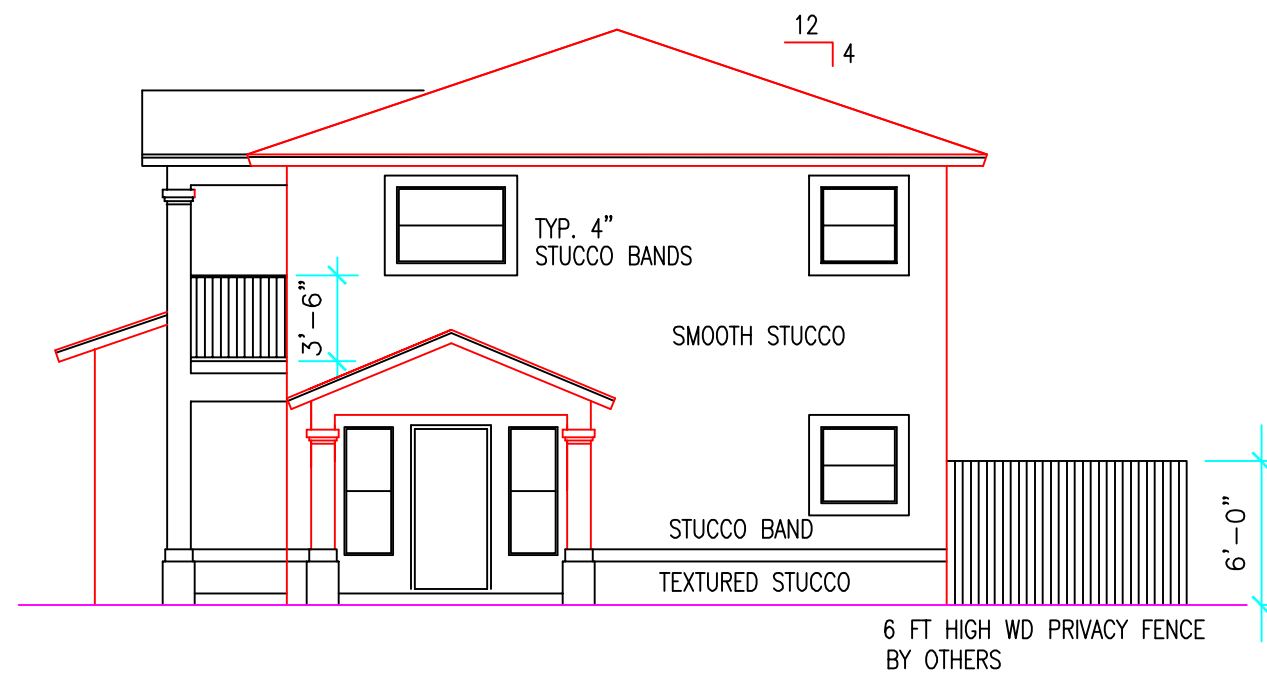 12
4
TYP. 4"
STUCCO BANDS
3'-6"
SMOOTH STUCCO
STUCCO BAND
TEXTURED STUCCO
6'-0"
6 FT HIGH WD PRIVACY FENCE
BY OTHERS